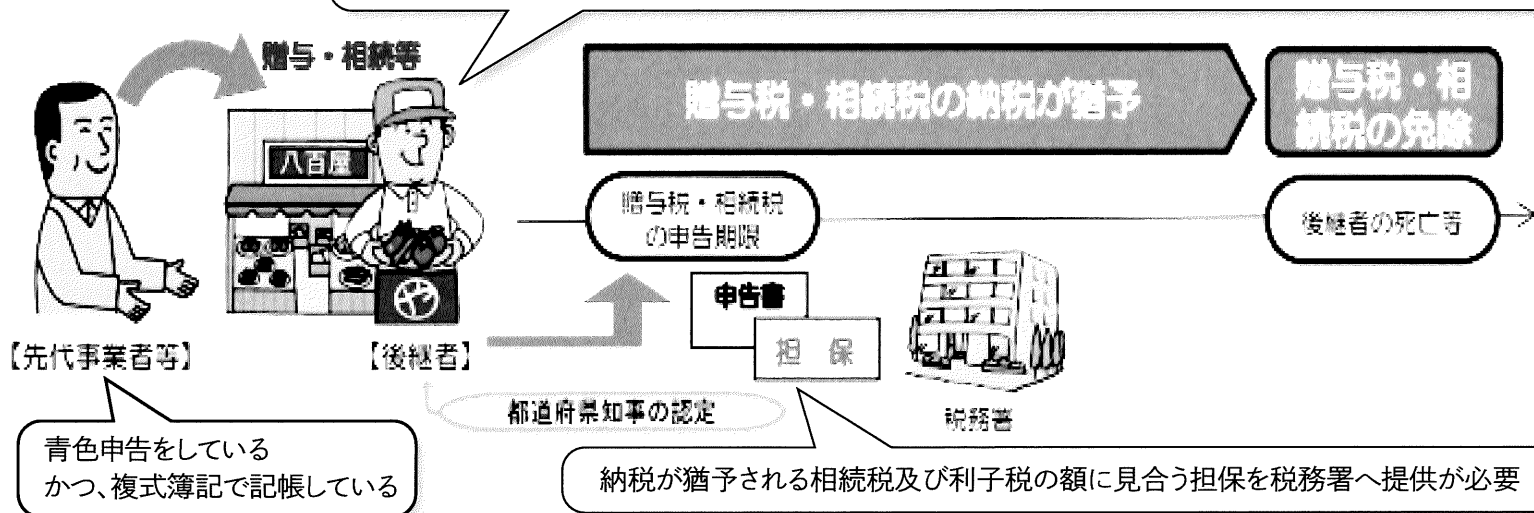 贈与・相続等
贈与税・相続税の納税が猶予
贈与税・相
続税の免除
八百屋
や
贈与税・相続税
の申告期限
後継者の死亡等
申告書
担 保
【先代事業者等】
【後継者】
都道府県知事の認定
税務署
青色申告をしている
かつ、複式簿記で記帳している
納税が猶予される相続税及び利子税の額に見合う担保を税務署へ提供が必要